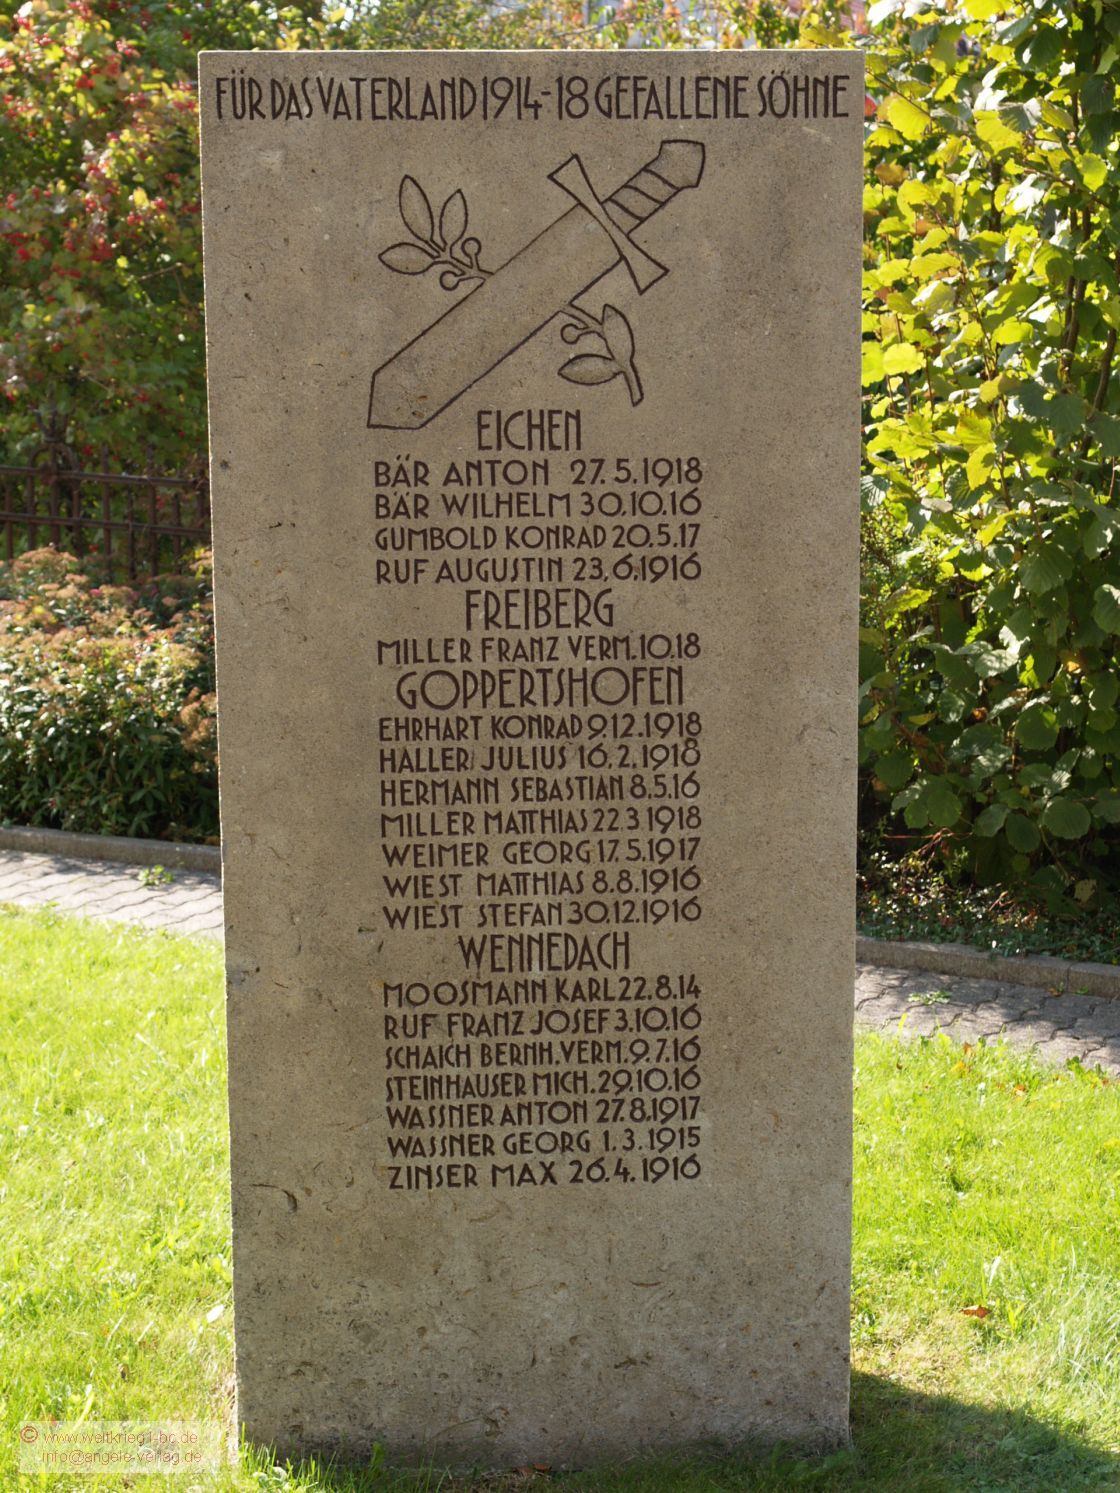 FÜR DAS VATERLAND 1914-18 GEFALLENE SÖHNE
EICHEN
BÄR ANTON 27.5.1918
BÄR WILHELM 30.10.16
GUMBOLD KONRAD 20.5.17
RUF AUGUSTIN 23.6.1916
FREIBERG
MILLER FRANZ VERM. 10.18
GOPPERTSHOFEN
EHRHART KONRAD 9.12.1918
HALLER JULIUS 16.2.1918
HERMANN SEBASTIAN 8.5.16
MILLER MATTHIAS 22.3.1918
WEIMER GEORG 17.5.1917
WIEST MATTHIAS 8.8.1916
WIEST STEFAN 30.12.1916
WENNEDACH
MOOSMANN KARL 22.8.14
RUF FRANZ JOSEF 3.10.16
SCHAICH BERNH. VERM. 9.7.16
STEINHAUSER MICH. 29.10.16
WASSNER ANTON 27.8.1917
WASSNER GEORG 1.3.1915
ZINSER MAX 26.4.1916
© www.weltkrieg1-bc.de
info@angele-verlag.de